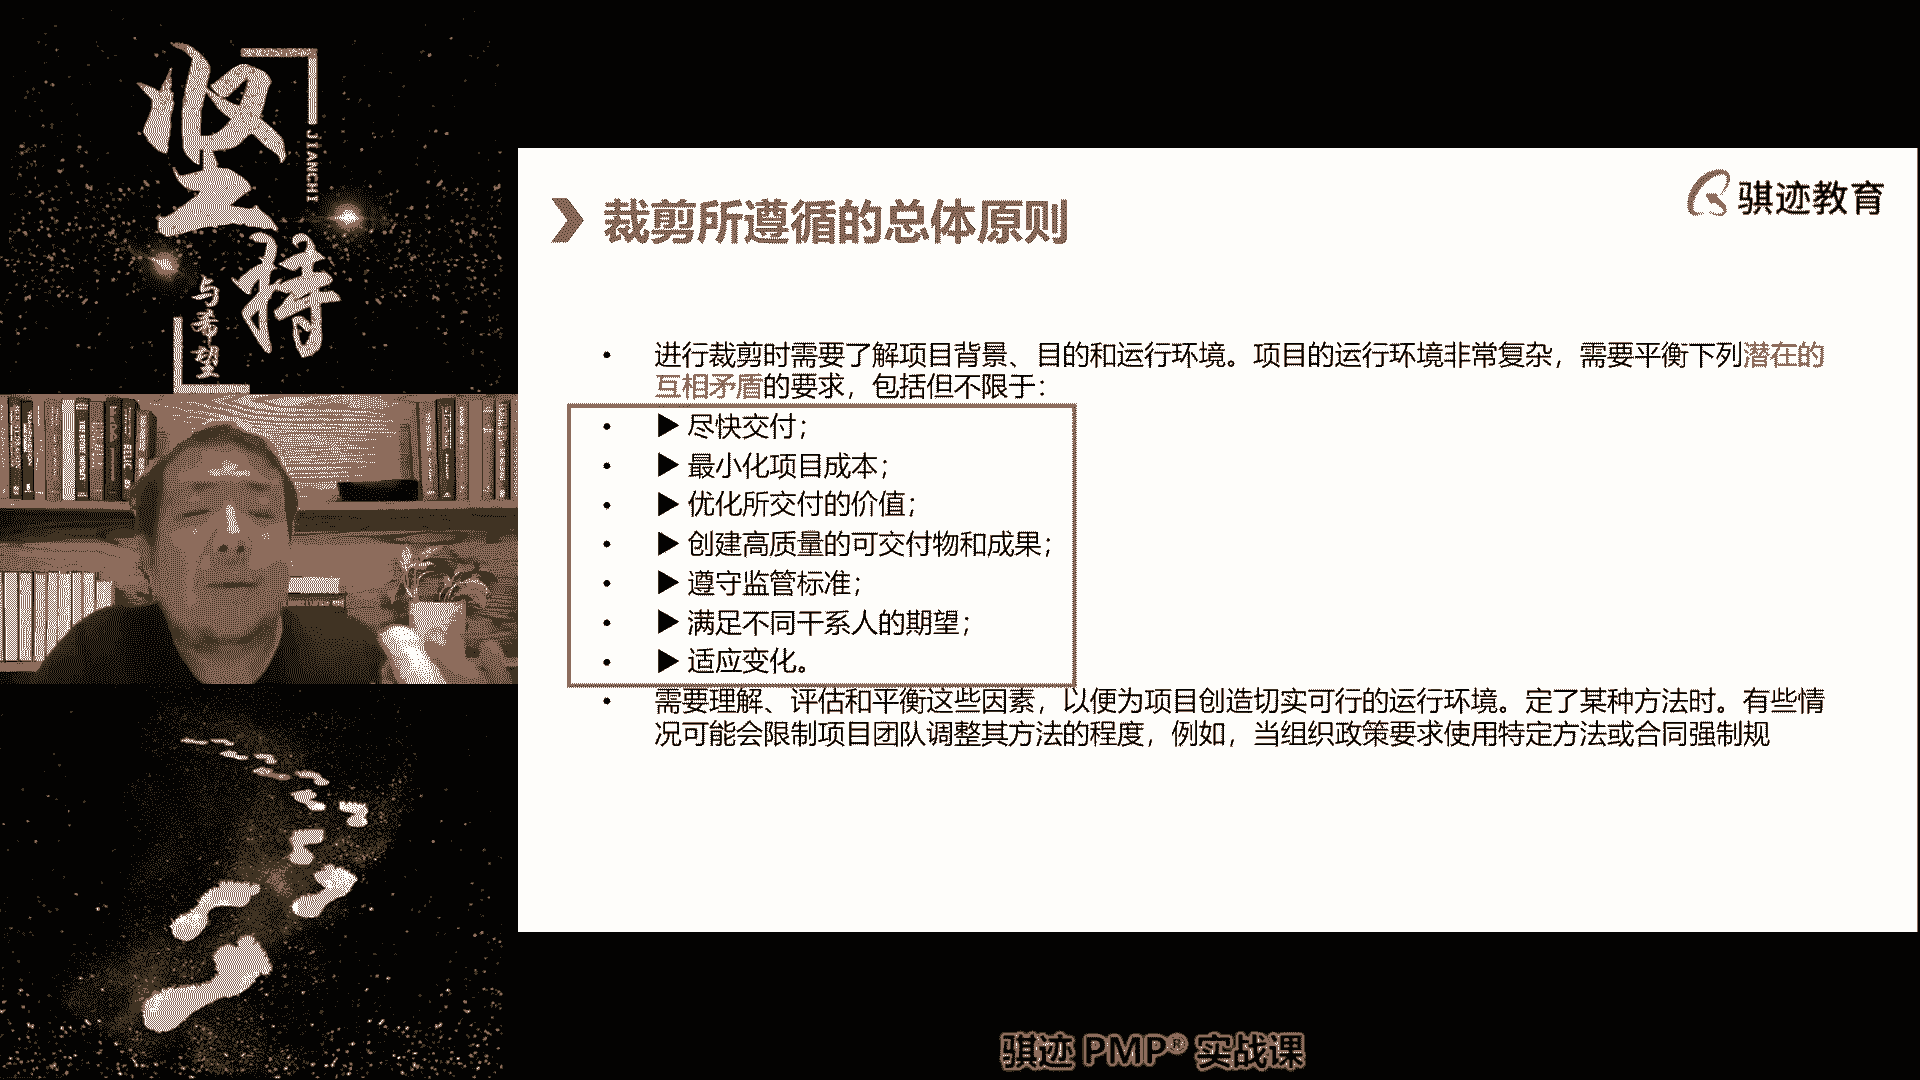 坚持
JIANCHI
与希望
骐迹教育
裁剪所遵循的总体原则
• 进行裁剪时需要了解项目背景、目的和运行环境。项目的运行环境非常复杂，需要平衡下列潜在的
互相矛盾的要求，包括但不限于：
• ▶ 尽快交付；
• ▶ 最小化项目成本；
• ▶ 优化所交付的价值；
• ▶ 创建高质量的可交付物和成果；
• ▶ 遵守监管标准；
• ▶ 满足不同干系人的期望；
• ▶ 适应变化。
• 需要理解、评估和平衡这些因素，以便为项目创造切实可行的运行环境。定了某种方法时。有些情
况可能会限制项目团队调整其方法的程度，例如，当组织政策要求使用特定方法或合同强制规
骐迹 PMP® 实战课